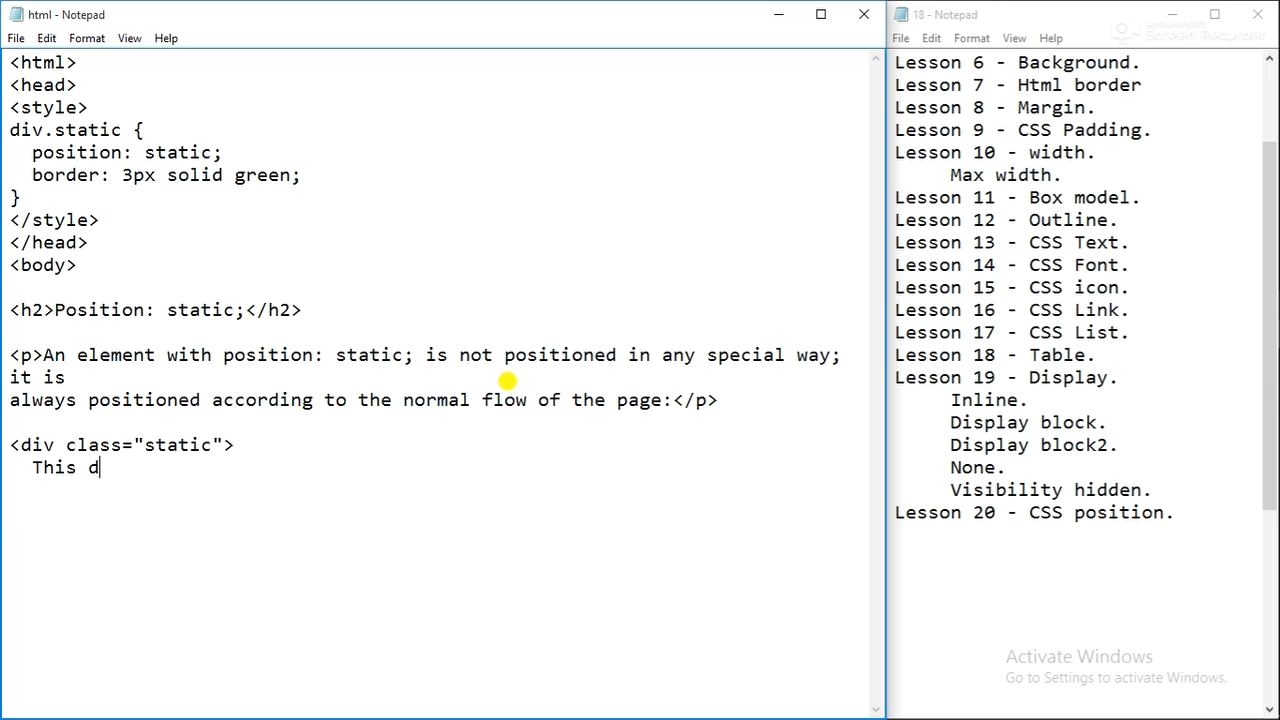 html - Notepad
File Edit Format View Help
<html>
<head>
<style>
div.static {
  position: static;
  border: 3px solid green;
}
</style>
</head>
<body>

<h2>Position: static;</h2>

<p>An element with position: static; is not positioned in any special way;
it is
always positioned according to the normal flow of the page:</p>

<div class="static">
  This d
18 - Notepad
File Edit Format View Help
Screen Recorder
Lesson 6 - Background.
Lesson 7 - Html border
Lesson 8 - Margin.
Lesson 9 - CSS Padding.
Lesson 10 - width.
     Max width.
Lesson 11 - Box model.
Lesson 12 - Outline.
Lesson 13 - CSS Text.
Lesson 14 - CSS Font.
Lesson 15 - CSS icon.
Lesson 16 - CSS Link.
Lesson 17 - CSS List.
Lesson 18 - Table.
Lesson 19 - Display.
     Inline.
     Display block.
     Display block2.
     None.
     Visibility hidden.
Lesson 20 - CSS position.
Activate Windows
Go to Settings to activate Windows.